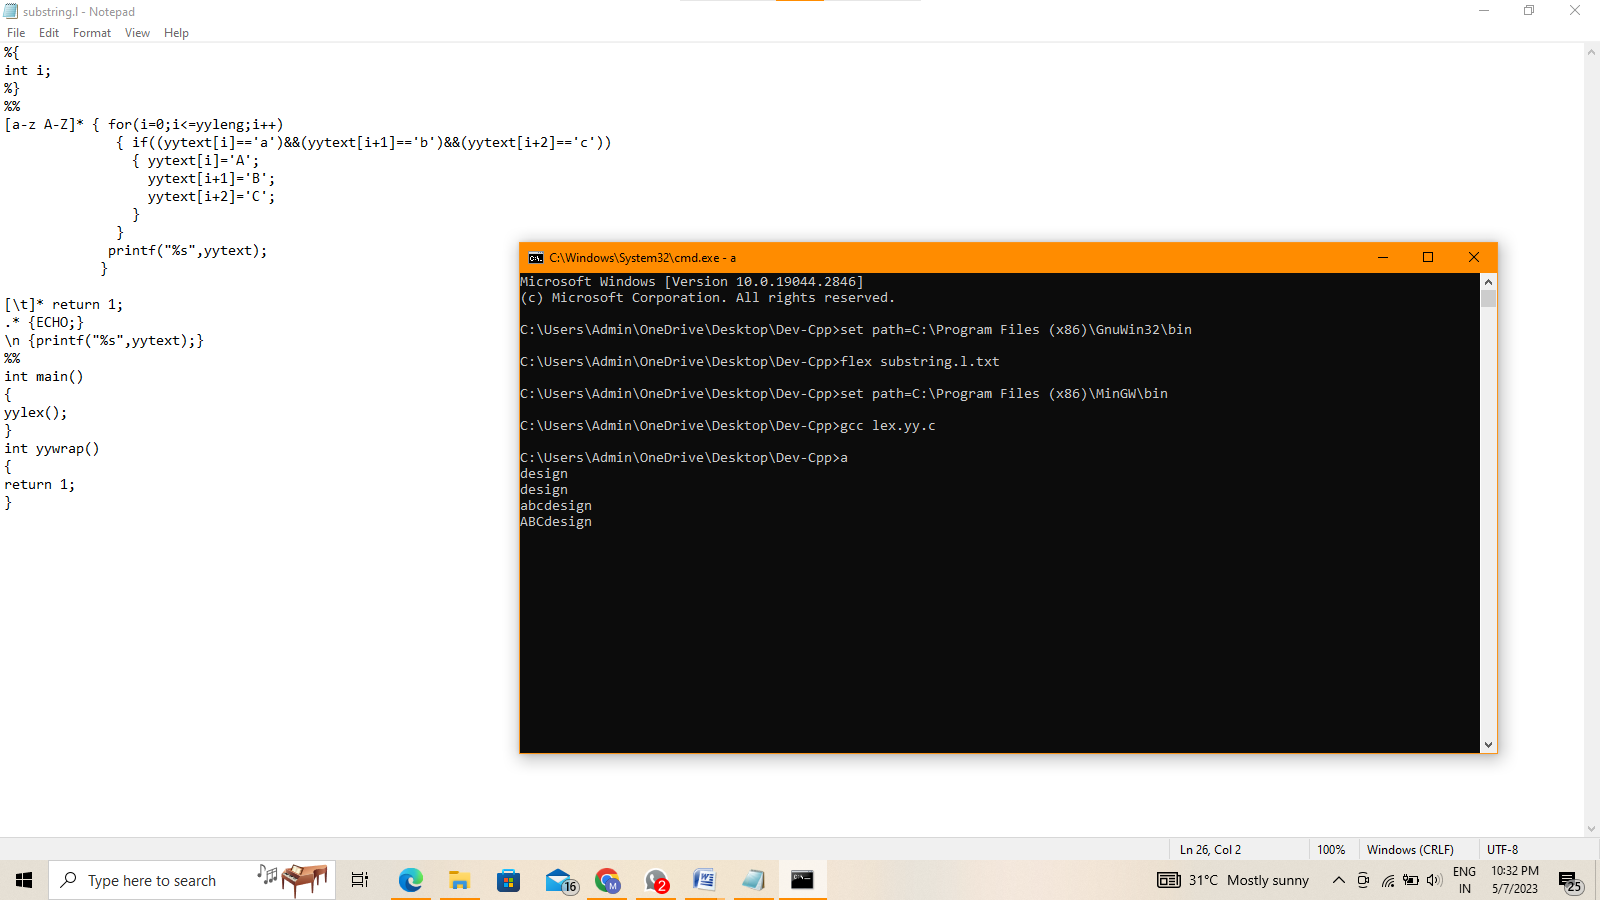 substring.l - Notepad
File Edit Format View Help
%{
int i;
%}
%%
[a-z A-Z]* { for(i=0;i<=yyleng;i++)
{ if((yytext[i]=='a')&&(yytext[i+1]=='b')&&(yytext[i+2]=='c'))
{ yytext[i]='A';
yytext[i+1]='B';
yytext[i+2]='C';
}
}
printf("%s",yytext);
}
[\t]* return 1;
.* {ECHO;}
\n {printf("%s",yytext);}
%%
int main()
{
yylex();
}
int yywrap()
{
return 1;
}
C:\Windows\System32\cmd.exe - a
Microsoft Windows [Version 10.0.19044.2846]
(c) Microsoft Corporation. All rights reserved.
C:\Users\Admin\OneDrive\Desktop\Dev-Cpp>set path=C:\Program Files (x86)\GnuWin32\bin
C:\Users\Admin\OneDrive\Desktop\Dev-Cpp>flex substring.l.txt
C:\Users\Admin\OneDrive\Desktop\Dev-Cpp>set path=C:\Program Files (x86)\MinGW\bin
C:\Users\Admin\OneDrive\Desktop\Dev-Cpp>gcc lex.yy.c
C:\Users\Admin\OneDrive\Desktop\Dev-Cpp>a
design
design
abcdesign
ABCdesign
Ln 26, Col 2 100% Windows (CRLF) UTF-8
Type here to search 16 M 2 31°C Mostly sunny
ENG
IN
10:32 PM
5/7/2023
25